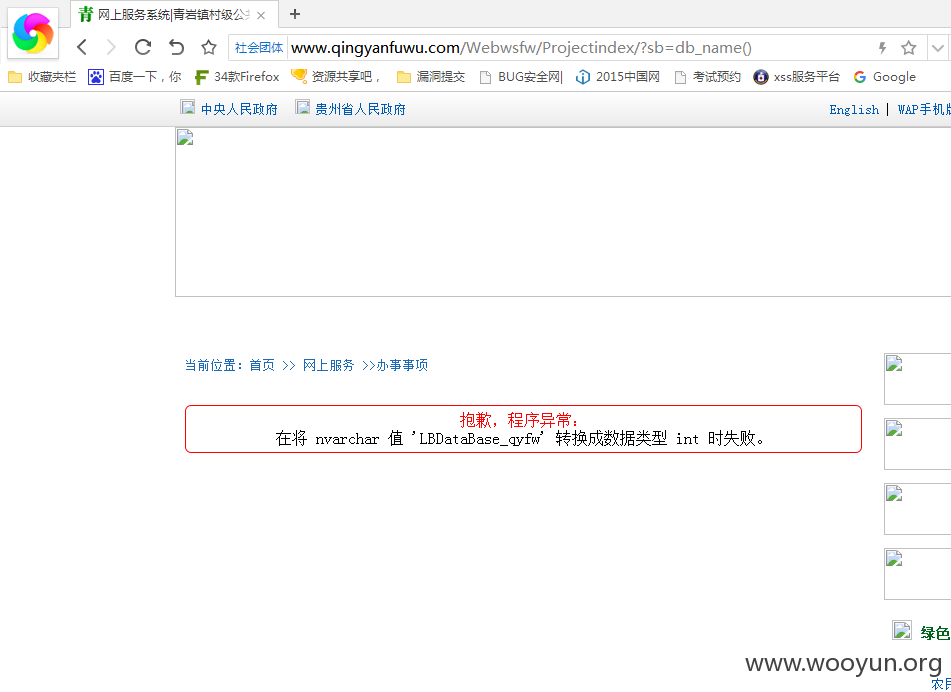 青 网上服务系统|青岩镇村级公
社会团体 www.qingyanfuwu.com/Webwsfw/Projectindex/?sb=db_name()
收藏夹栏 百度一下，你 34款Firefox 资源共享吧， 漏洞提交 BUG安全网| 2015中国网 考试预约 xss服务平台 Google
中央人民政府 贵州省人民政府 English | WAP手机
当前位置：首页 >> 网上服务 >>办事事项
抱歉，程序异常：
在将 nvarchar 值 'LBDataBase_qyfw' 转换成数据类型 int 时失败。
绿色
www.wooyun.org
农